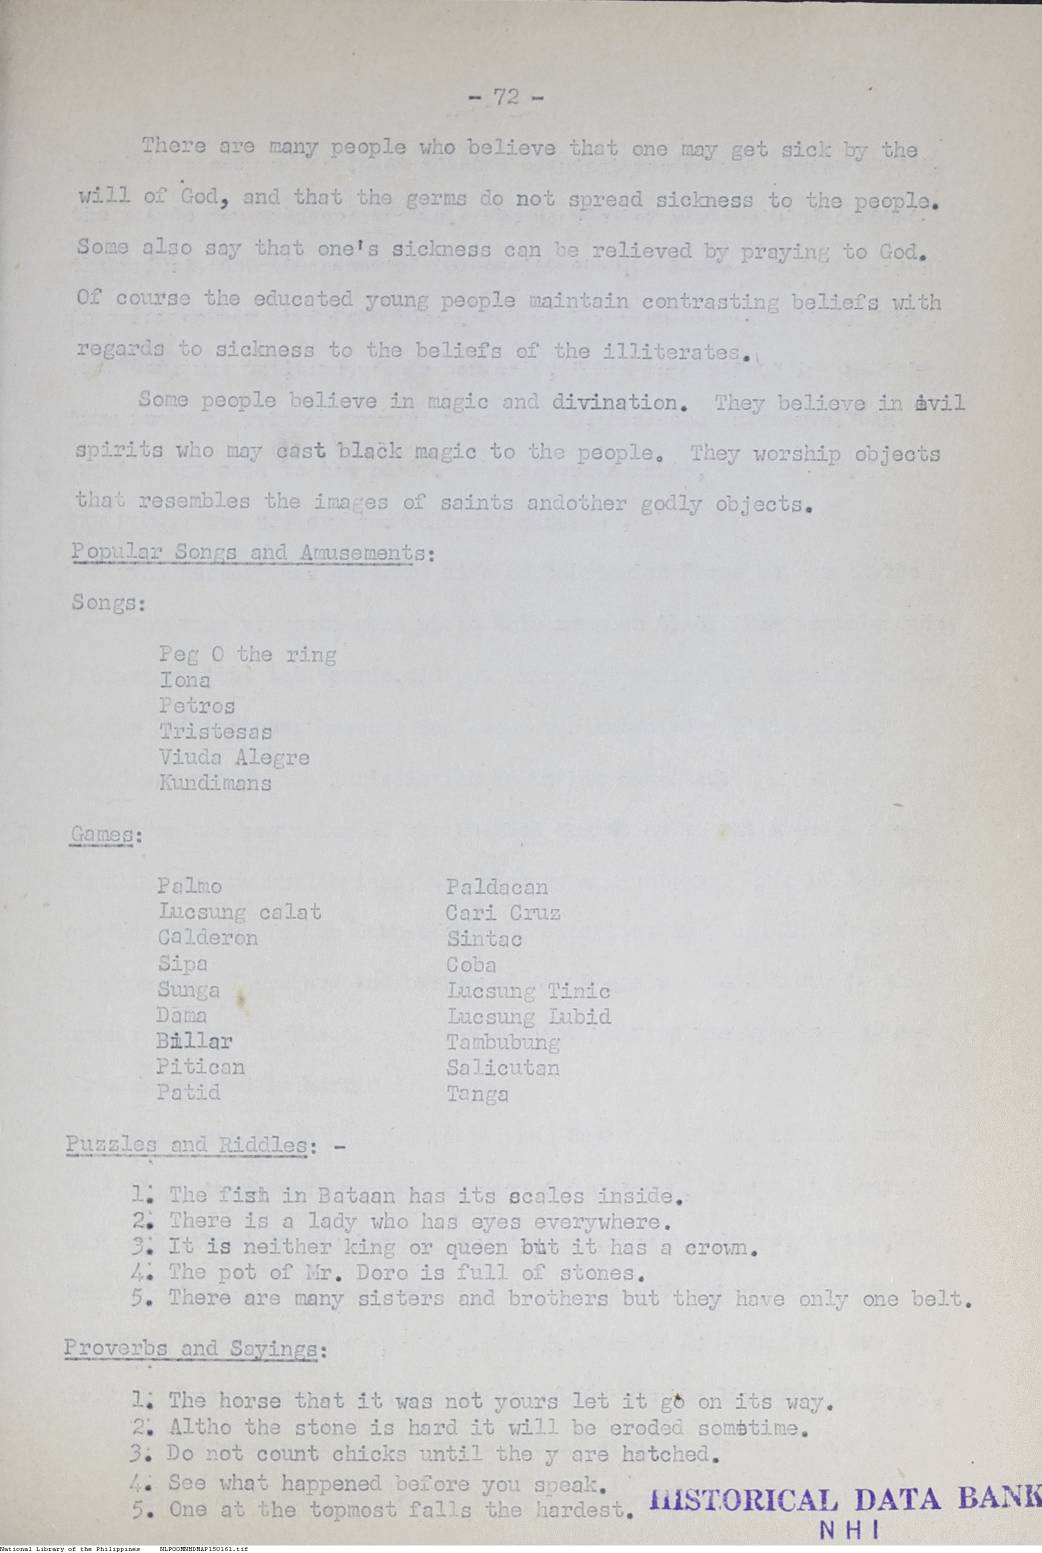 - 72 -
There are many people who believe that one may get sick by the
will of God, and that the germs do not spread sickness to the people.
Some also say that one's sickness can be relieved by praying to God.
Of course the educated young people maintain contrasting beliefs with
regards to sickness to the beliefs of the illiterates.
Some people believe in magic and divination. They believe in evil
spirits who may cast black magic to the people. They worship objects
that resembles the images of saints andother godly objects.
Popular Songs and Amusements:
Songs:
Peg O the ring
Iona
Petros
Tristesas
Viuda Alegre
Kundimans
Games:
Palmo Paldacan
Lucsung calat Cari Cruz
Calderon Sintac
Sipa Coba
Sunga Lucsung Tinic
Dama Lucsung Lubid
Billar Tambubung
Pitican Salicutan
Patid Tanga
Puzzles and Riddles: -
1. The fish in Bataan has its scales inside.
2. There is a lady who has eyes everywhere.
3. It is neither king or queen but it has a crown.
4. The pot of Mr. Doro is full of stones.
5. There are many sisters and brothers but they have only one belt.
Proverbs and Sayings:
1. The horse that it was not yours let it go on its way.
2. Altho the stone is hard it will be eroded sometime.
3. Do not count chicks until the y are hatched.
4. See what happened before you speak.
5. One at the topmost falls the hardest.
HISTORICAL DATA BANK
NHI
National Library of the Philippines NLPOOMNHDMAP150161.tif